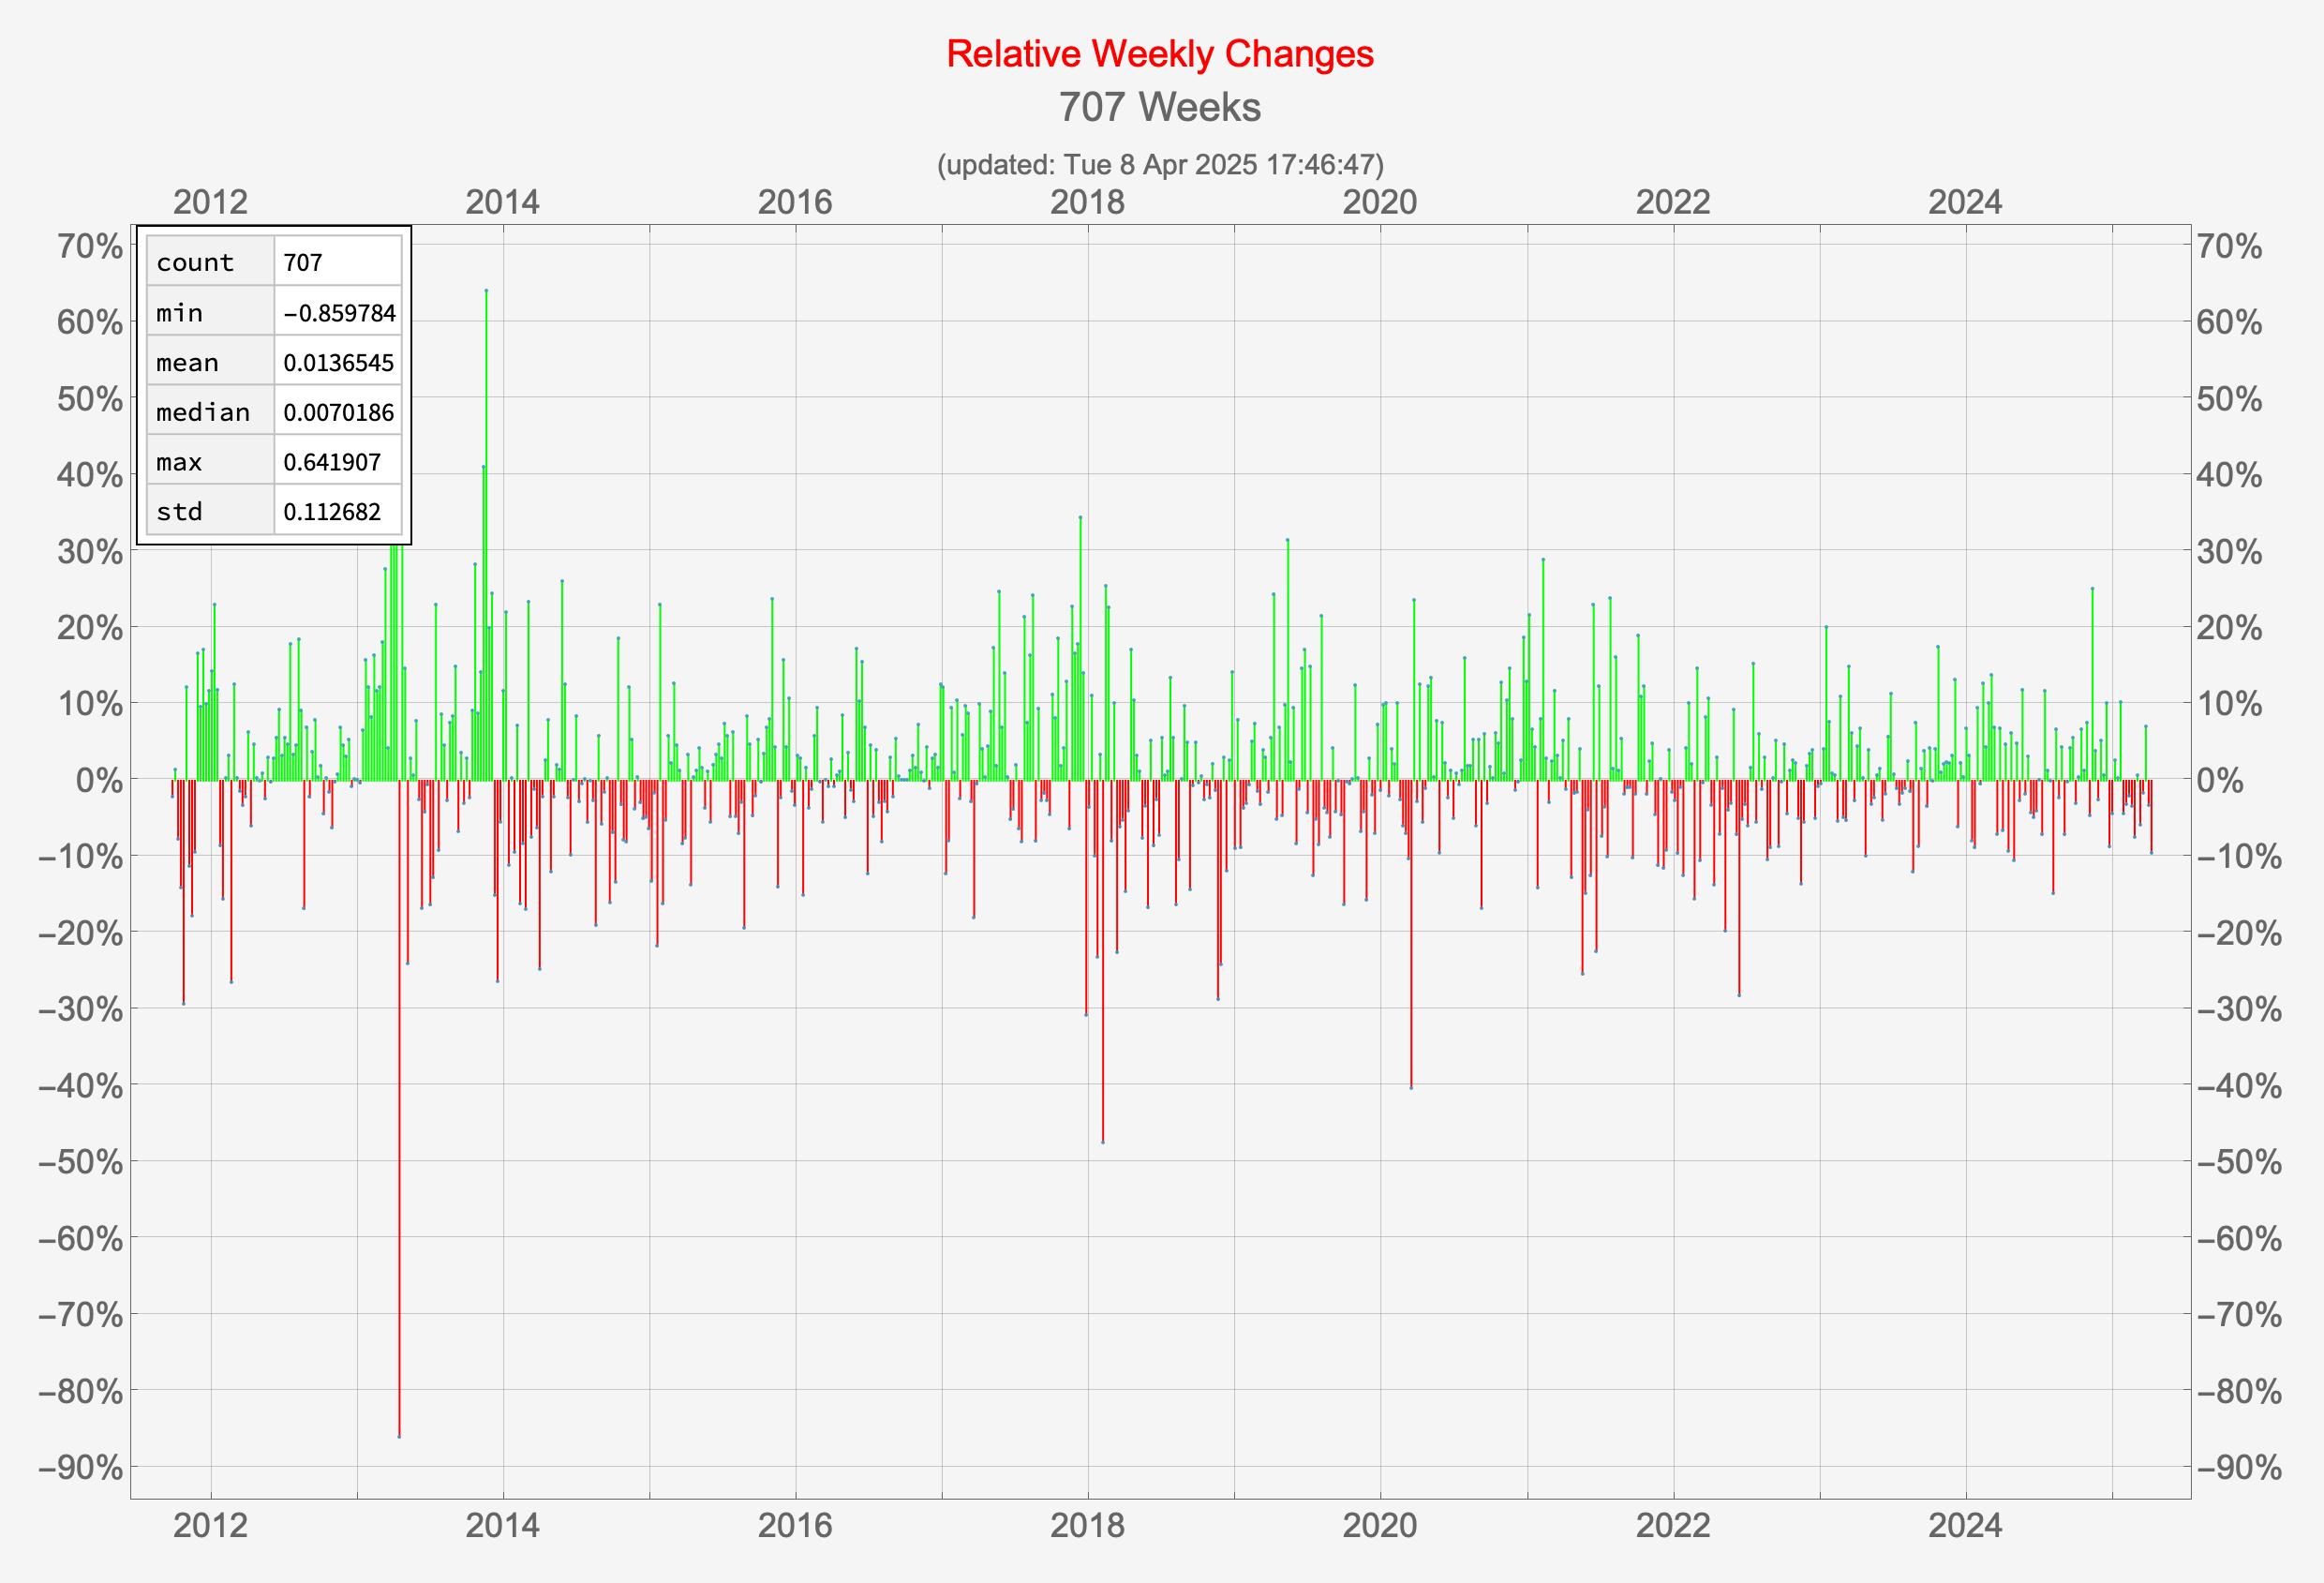 Relative Weekly Changes
707 Weeks
(updated: Tue 8 Apr 2025 17:46:47)
2012 2014 2016 2018 2020 2022 2024
count 707
min −0.859784
mean 0.0136545
median 0.0070186
max 0.641907
std 0.112682
70% 70%
60% 60%
50% 50%
40% 40%
30% 30%
20% 20%
10% 10%
0% 0%
−10% −10%
−20% −20%
−30% −30%
−40% −40%
−50% −50%
−60% −60%
−70% −70%
−80% −80%
−90% −90%
2012 2014 2016 2018 2020 2022 2024